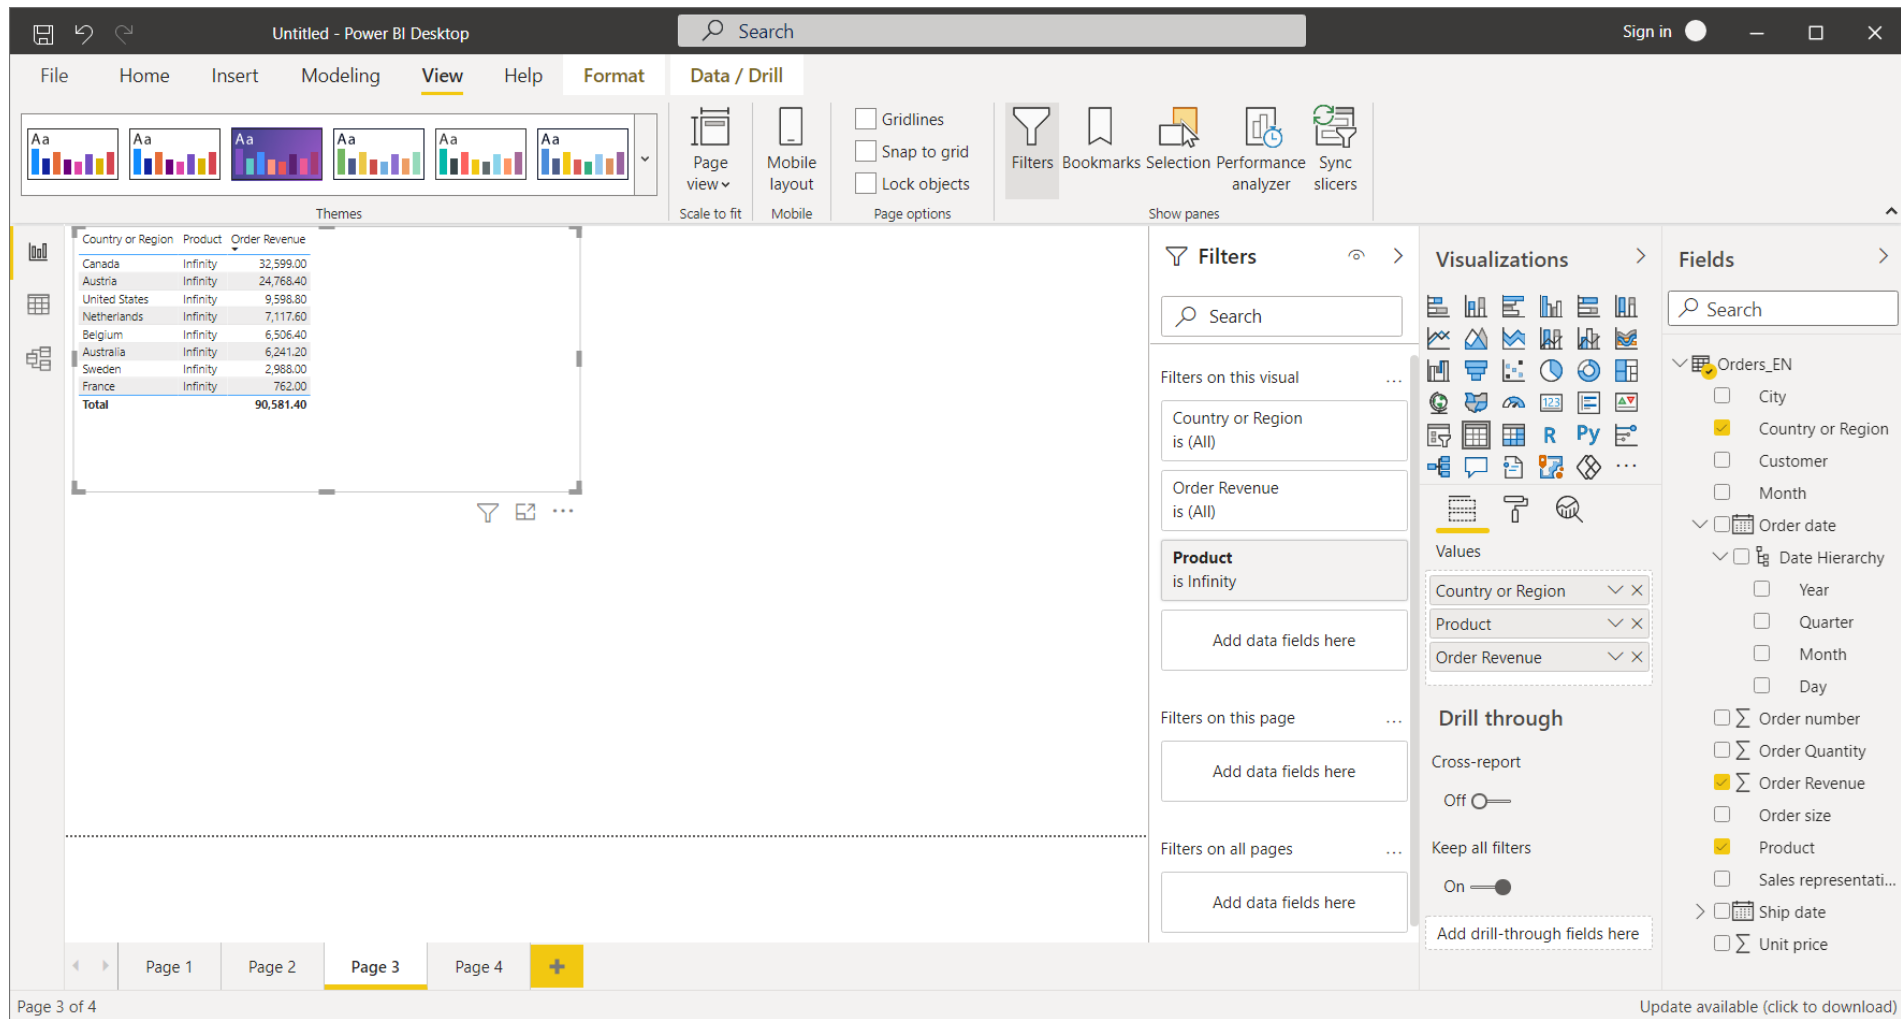 Untitled - Power BI Desktop
Search
Sign in
File Home Insert Modeling View Help Format Data / Drill
Aa Aa Aa Aa Aa Aa
Themes
Page view
Scale to fit
Mobile layout
Mobile
Gridlines
Snap to grid
Lock objects
Page options
Filters
Bookmarks
Selection
Performance analyzer
Sync slicers
Show panes
Country or Region Product Order Revenue
Canada Infinity 32,599.00
Austria Infinity 24,768.40
United States Infinity 9,598.80
Netherlands Infinity 7,117.60
Belgium Infinity 6,506.40
Australia Infinity 6,241.20
Sweden Infinity 2,988.00
France Infinity 762.00
Total 90,581.40
Filters
Search
Filters on this visual ...
Country or Region
is (All)
Order Revenue
is (All)
Product
is Infinity
Add data fields here
Filters on this page ...
Add data fields here
Filters on all pages ...
Add data fields here
Visualizations
123
R Py
...
Values
Country or Region
Product
Order Revenue
Drill through
Cross-report
Off
Keep all filters
On
Add drill-through fields here
Fields
Search
Orders_EN
City
Country or Region
Customer
Month
Order date
Date Hierarchy
Year
Quarter
Month
Day
Σ Order number
Σ Order Quantity
Σ Order Revenue
Order size
Product
Sales representati...
Ship date
Σ Unit price
Page 1 Page 2 Page 3 Page 4 +
Page 3 of 4
Update available (click to download)